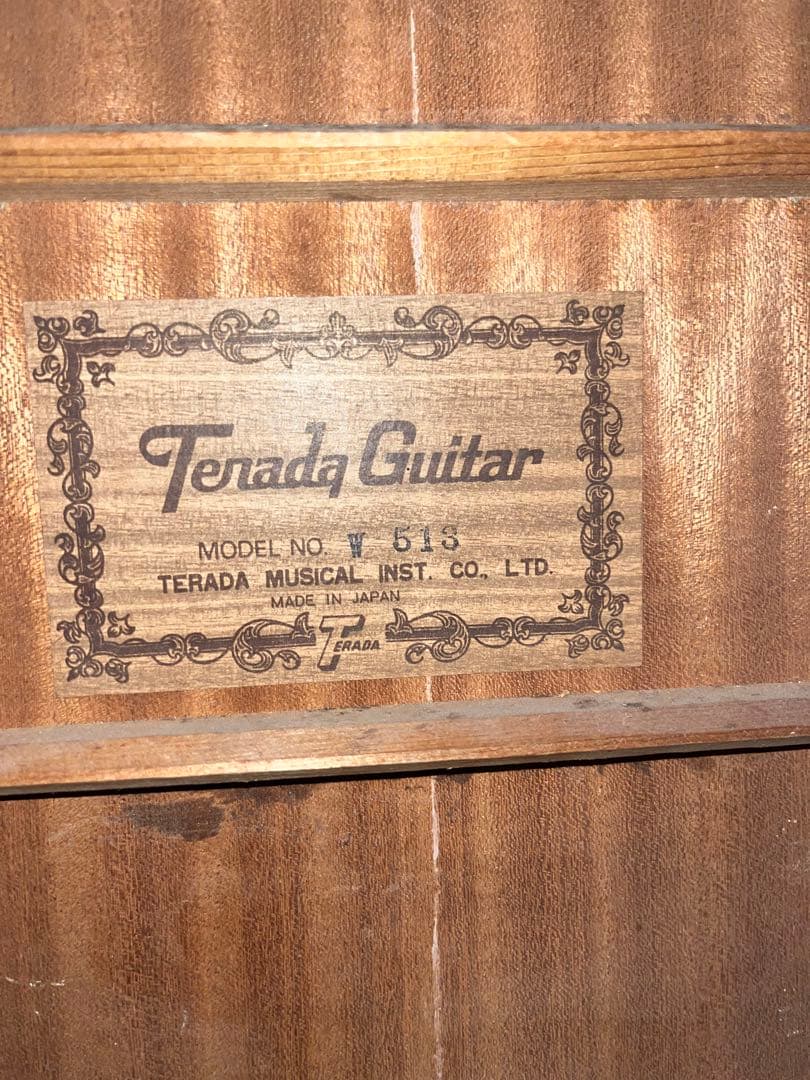 Terada Guitar
MODEL NO. W 513
TERADA MUSICAL INST. CO., LTD.
MADE IN JAPAN
TERADA